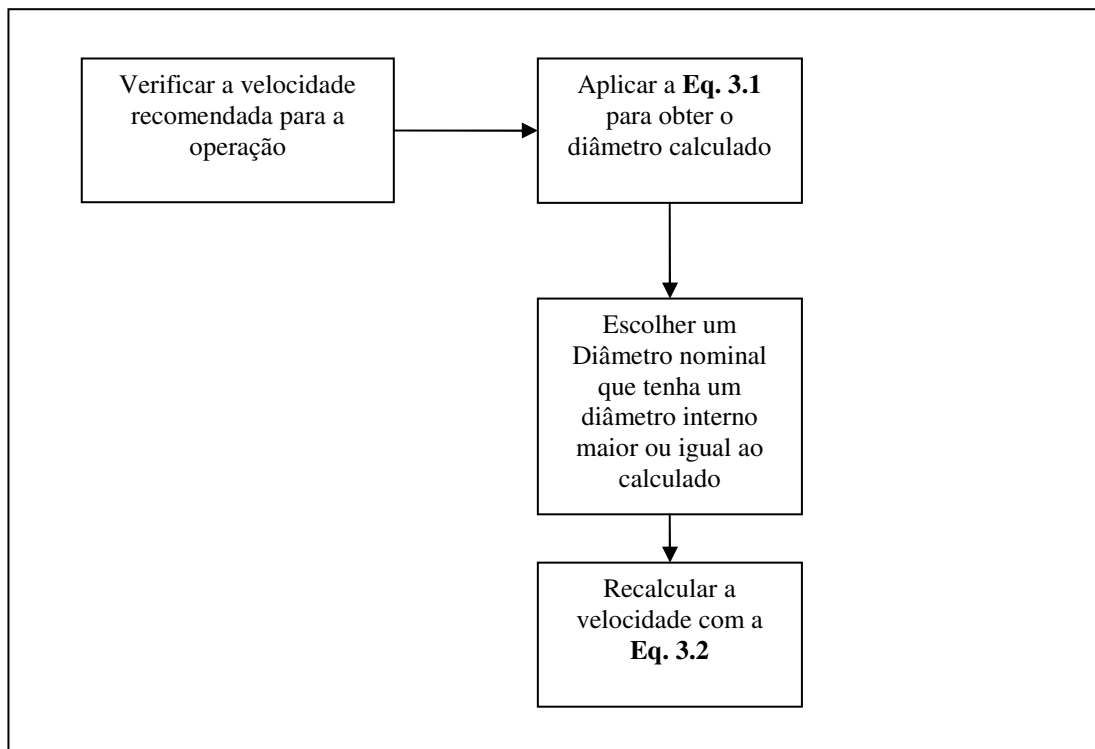 Verificar a velocidade
recomendada para a
operação
Aplicar a Eq. 3.1
para obter o
diâmetro calculado
Escolher um
Diâmetro nominal
que tenha um
diâmetro interno
maior ou igual ao
calculado
Recalcular a
velocidade com a
Eq. 3.2